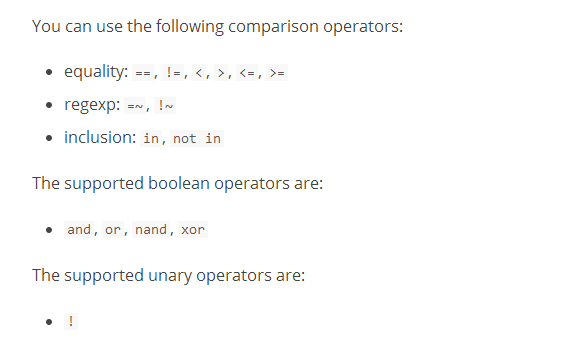 You can use the following comparison operators:
equality: ==, !=, <, >, <=, >=
regexp: =~, !~
inclusion: in, not in
The supported boolean operators are:
and, or, nand, xor
The supported unary operators are:
!